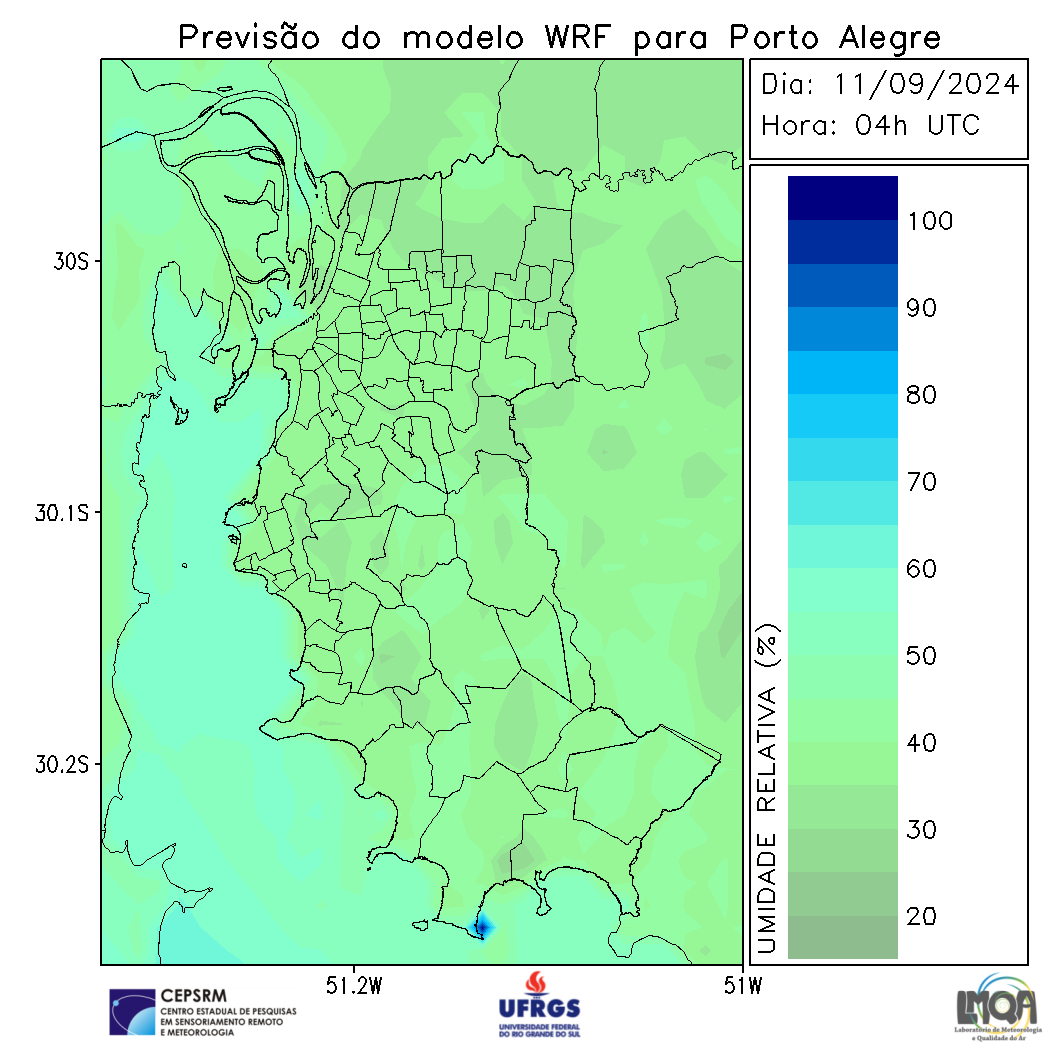 Previsão do modelo WRF para Porto Alegre
Dia: 11/09/2024
Hora: 04h UTC
30S
30.1S
30.2S
51.2W
51W
100
90
80
70
60
50
40
30
20
UMIDADE RELATIVA (%)
CEPSRM
CENTRO ESTADUAL DE PESQUISAS
EM SENSORIAMENTO REMOTO
E METEOROLOGIA
UFRGS
UNIVERSIDADE FEDERAL
DO RIO GRANDE DO SUL
LMQA
Laboratório de Meteorologia
e Qualidade do Ar